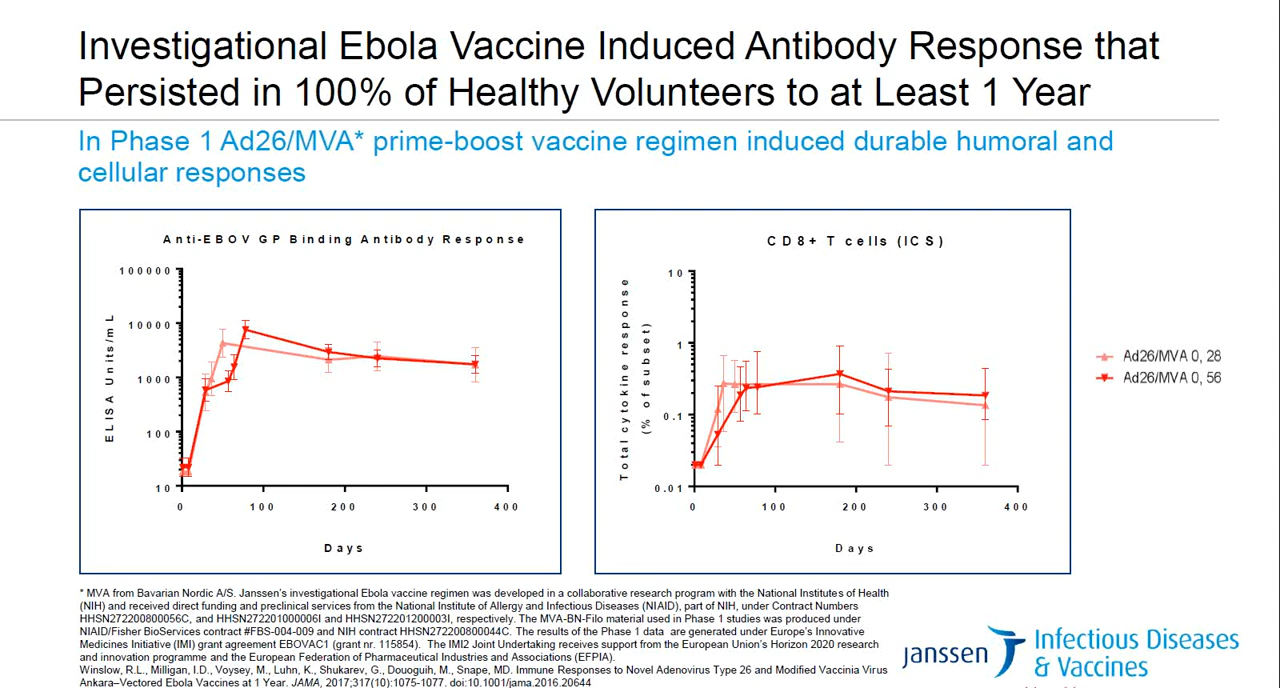 Investigational Ebola Vaccine Induced Antibody Response that
Persisted in 100% of Healthy Volunteers to at Least 1 Year
In Phase 1 Ad26/MVA* prime-boost vaccine regimen induced durable humoral and
cellular responses
Anti-EBOV GP Binding Antibody Response
ELISA Units/mL
100000
10000
1000
100
10
0
100
200
300
400
Days
CD8+ T cells (ICS)
Total cytokine response
(% of subset)
10
1
0.1
0.01
0
100
200
300
400
Days
Ad26/MVA 0, 28
Ad26/MVA 0, 56
* MVA from Bavarian Nordic A/S. Janssen's investigational Ebola vaccine regimen was developed in a collaborative research program with the National Institutes of Health
(NIH) and received direct funding and preclinical services from the National Institute of Allergy and Infectious Diseases (NIAID), part of NIH, under Contract Numbers
HHSN272200800056C, and HHSN272201000006I and HHSN272201200003I, respectively. The MVA-BN-Filo material used in Phase 1 studies was produced under
NIAID/Fisher BioServices contract #FBS-004-009 and NIH contract HHSN272200800044C. The results of the Phase 1 data are generated under Europe's Innovative
Medicines Initiative (IMI) grant agreement EBOVAC1 (grant nr. 115854). The IMI2 Joint Undertaking receives support from the European Union's Horizon 2020 research
and innovation programme and the European Federation of Pharmaceutical Industries and Associations (EFPIA).
Winslow, R.L., Milligan, I.D., Voysey, M., Luhn, K., Shukarev, G., Douoguih, M., Snape, MD. Immune Responses to Novel Adenovirus Type 26 and Modified Vaccinia Virus
Ankara–Vectored Ebola Vaccines at 1 Year. JAMA, 2017;317(10):1075-1077. doi:10.1001/jama.2016.20644
janssen
Infectious Diseases
& Vaccines